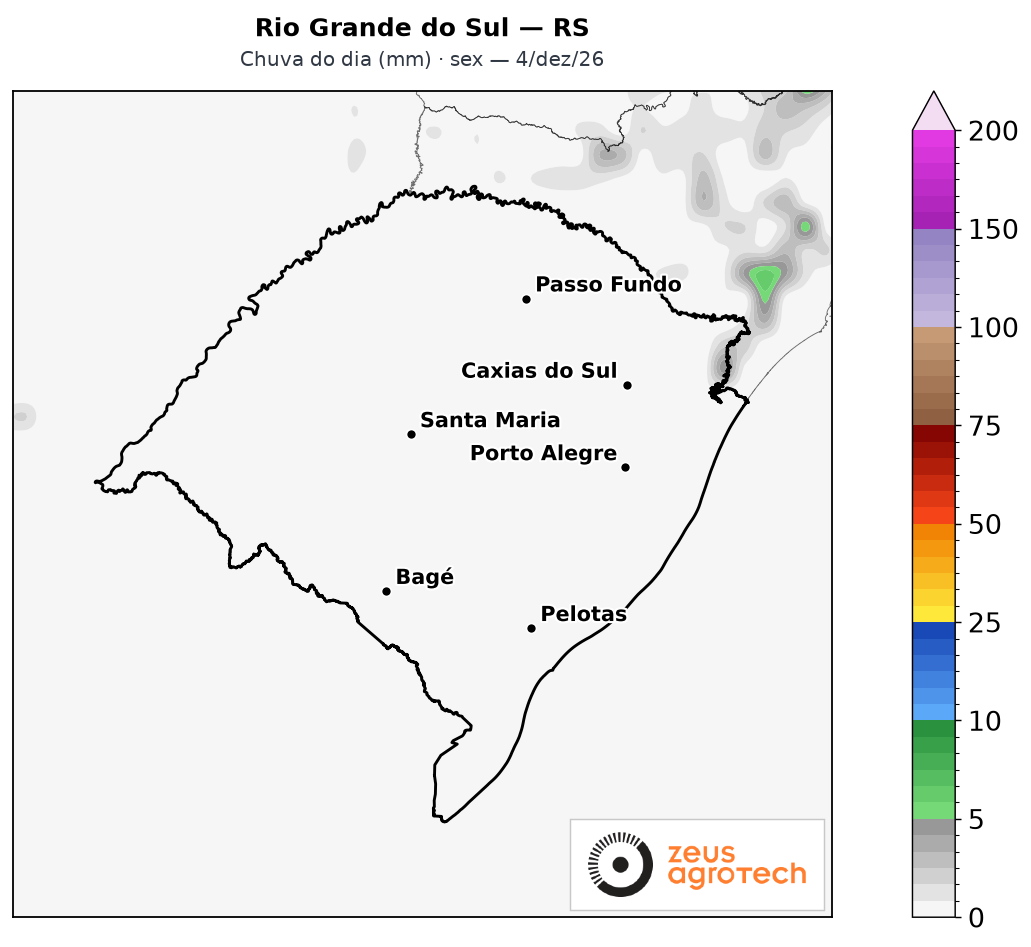 Rio Grande do Sul — RS
Chuva do dia (mm) · sex — 4/dez/26
200
150
100
75
50
25
10
5
0
Passo Fundo
Caxias do Sul
Santa Maria
Porto Alegre
Bagé
Pelotas
zeus
agrotech